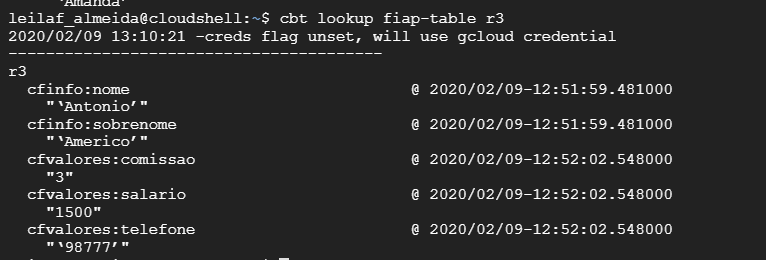 'Amanda'
leilaf_almeida@cloudshell:~$ cbt lookup fiap-table r3
2020/02/09 13:10:21 -creds flag unset, will use gcloud credential
----------------------------------------
r3
  cfinfo:nome                              @ 2020/02/09-12:51:59.481000
    "‘Antonio’"
  cfinfo:sobrenome                         @ 2020/02/09-12:51:59.481000
    "‘Americo’"
  cfvalores:comissao                       @ 2020/02/09-12:52:02.548000
    "3"
  cfvalores:salario                        @ 2020/02/09-12:52:02.548000
    "1500"
  cfvalores:telefone                       @ 2020/02/09-12:52:02.548000
    "‘98777’"